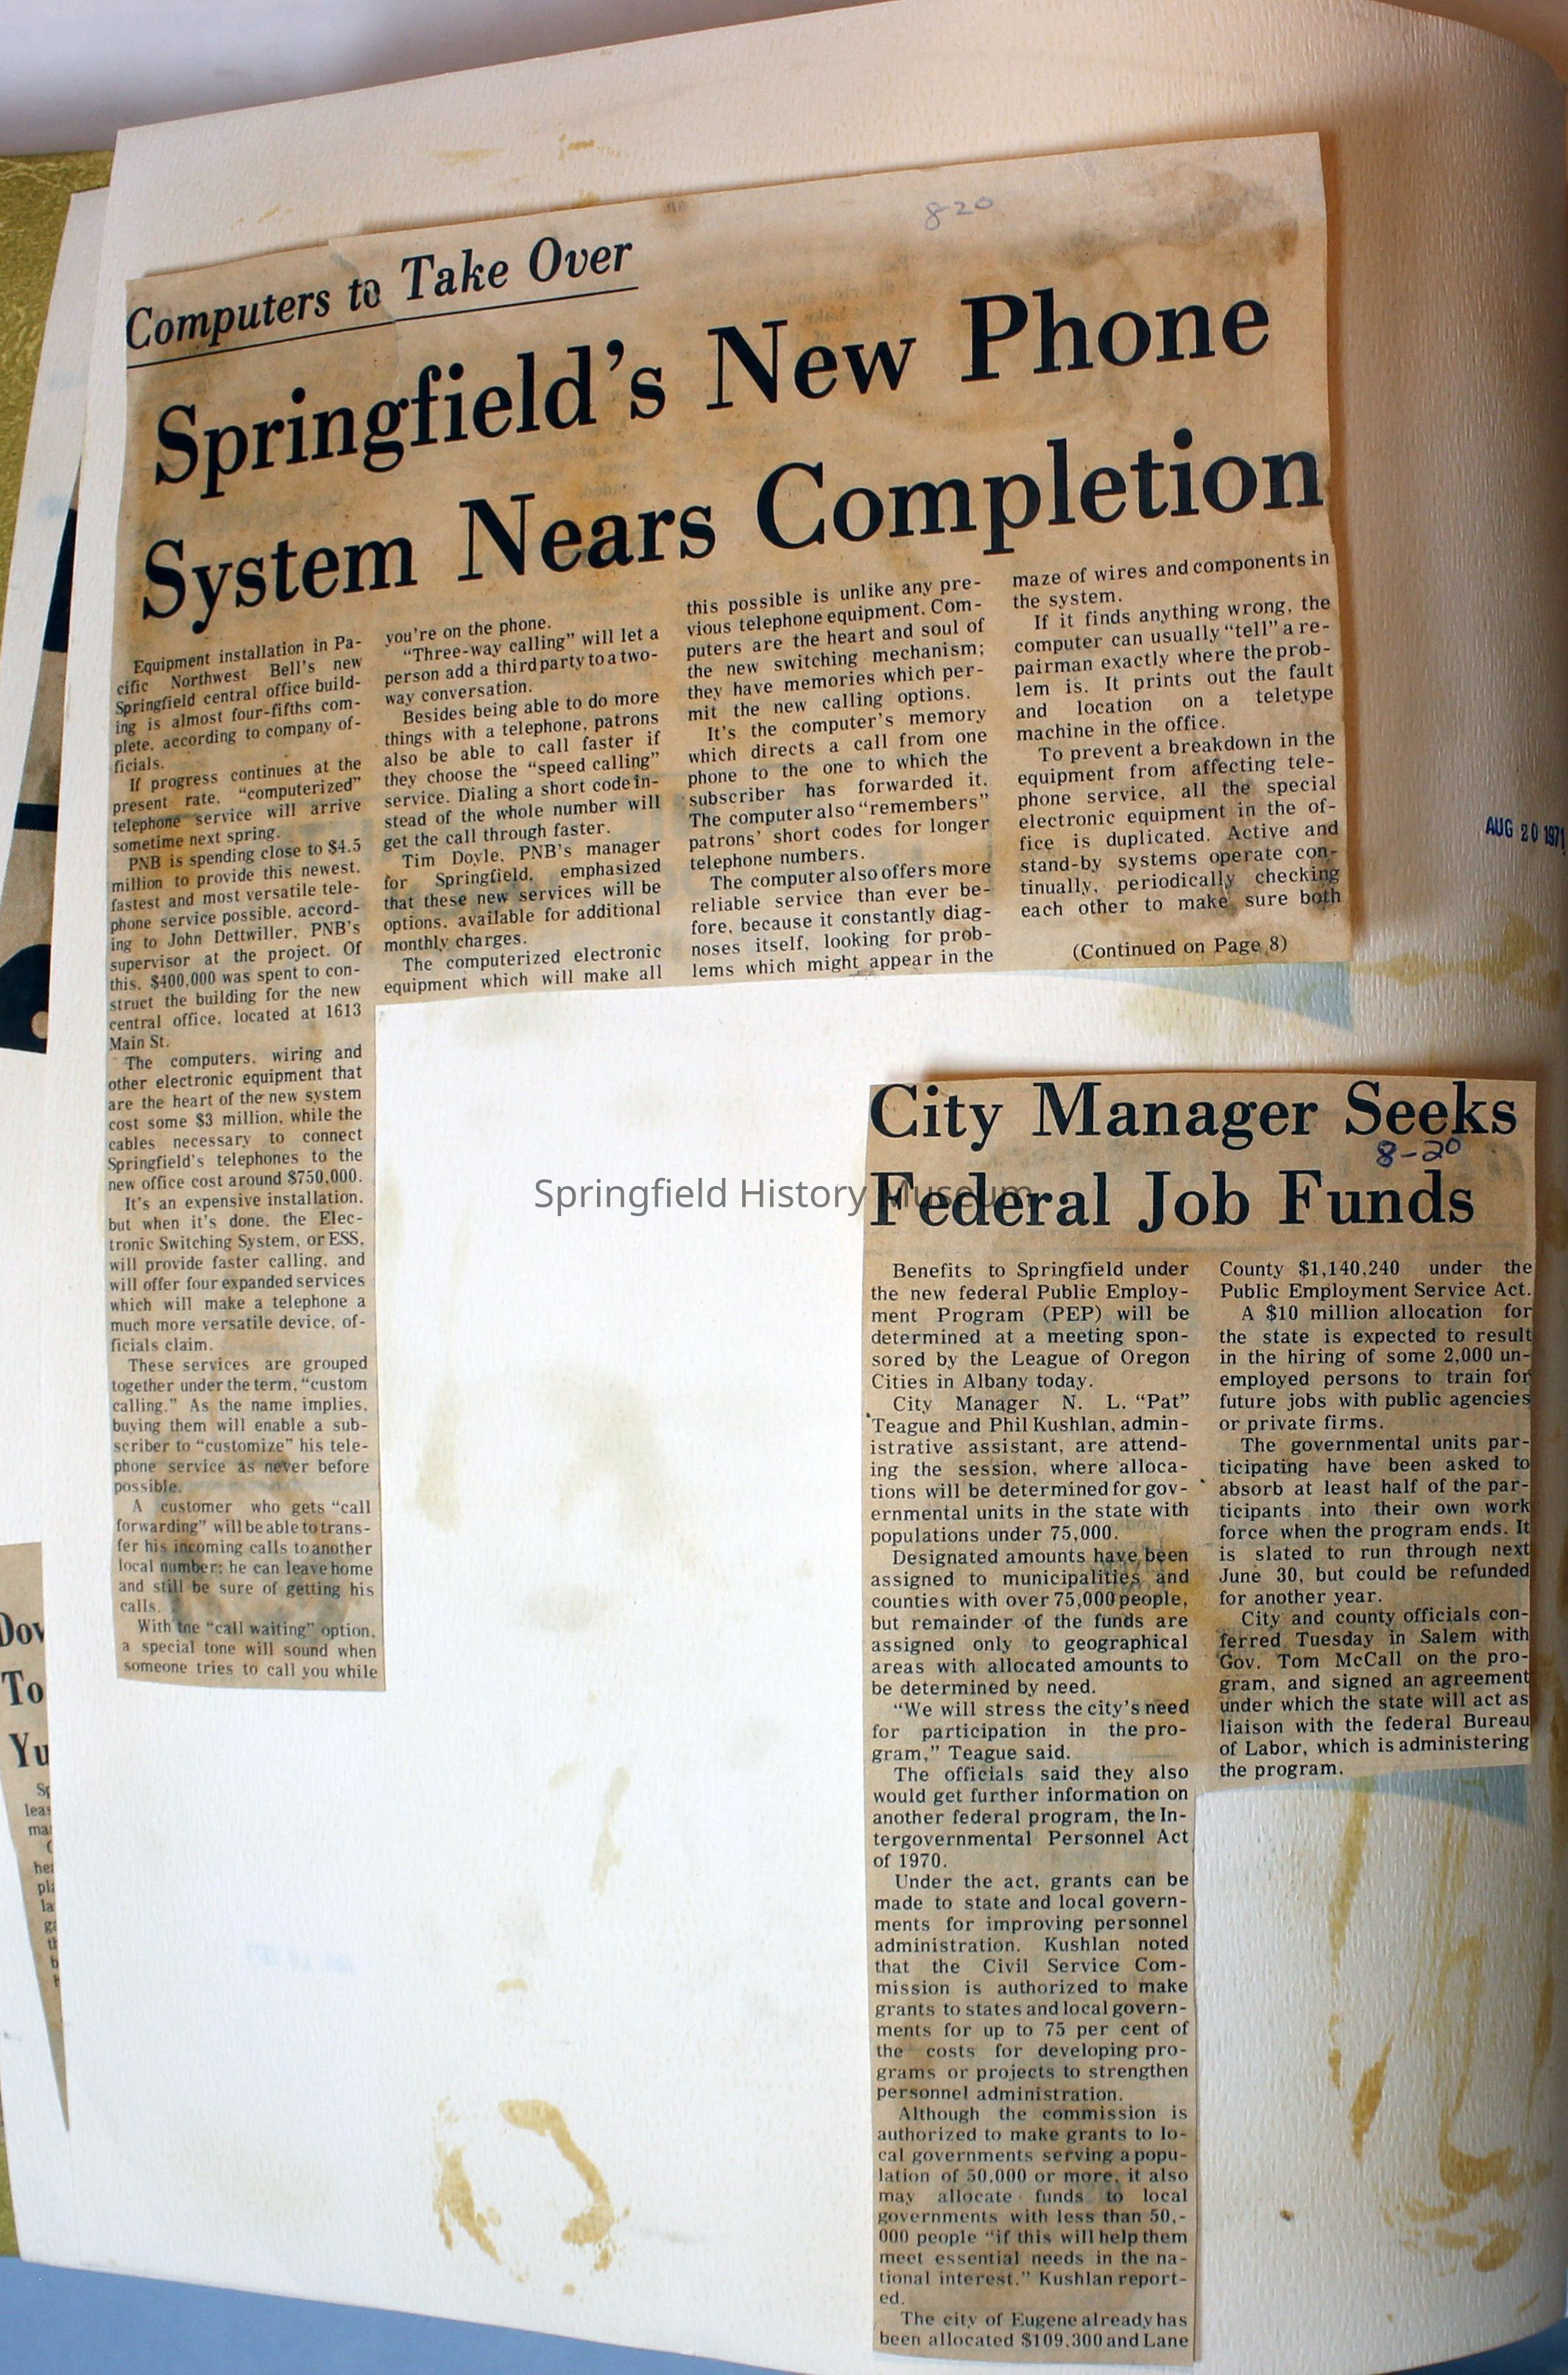 8-20
Computers to Take Over
Springfield's New Phone
System Nears Completion
Equipment installation in Pa-
cific Northwest Bell's new
Springfield central office build-
ing is almost four-fifths com-
plete, according to company of-
ficials.
If progress continues at the
present rate, "computerized"
telephone service will arrive
sometime next spring.
PNB is spending close to $4.5
million to provide this newest,
fastest and most versatile tele-
phone service possible, accord-
ing to John Dettwiller, PNB's
supervisor at the project. Of
this, $400,000 was spent to con-
struct the building for the new
central office, located at 1613
Main St.
The computers, wiring and
other electronic equipment that
are the heart of the new system
cost some $3 million, while the
cables necessary to connect
Springfield's telephones to the
new office cost around $750,000.
It's an expensive installation,
but when it's done, the Elec-
tronic Switching System, or ESS,
will provide faster calling, and
will offer four expanded services
which will make a telephone a
much more versatile device, of-
ficials claim.
These services are grouped
together under the term, "custom
calling." As the name implies,
buying them will enable a sub-
scriber to "customize" his tele-
phone service as never before
possible.
A customer who gets "call
forwarding" will be able to trans-
fer his incoming calls to another
local number; he can leave home
and still be sure of getting his
calls.
With the "call waiting" option,
a special tone will sound when
someone tries to call you while
you're on the phone.
"Three-way calling" will let a
person add a third party to a two-
way conversation.
Besides being able to do more
things with a telephone, patrons
also be able to call faster if
they choose the "speed calling"
service. Dialing a short code in-
stead of the whole number will
get the call through faster.
Tim Doyle, PNB's manager
for Springfield, emphasized
that these new services will be
options, available for additional
monthly charges.
The computerized electronic
equipment which will make all
this possible is unlike any pre-
vious telephone equipment. Com-
puters are the heart and soul of
the new switching mechanism;
they have memories which per-
mit the new calling options.
It's the computer's memory
which directs a call from one
phone to the one to which the
subscriber has forwarded it.
The computer also "remembers"
patrons' short codes for longer
telephone numbers.
The computer also offers more
reliable service than ever be-
fore, because it constantly diag-
noses itself, looking for prob-
lems which might appear in the
maze of wires and components in
the system.
If it finds anything wrong, the
computer can usually "tell" a re-
pairman exactly where the prob-
lem is. It prints out the fault
and location on a teletype
machine in the office.
To prevent a breakdown in the
equipment from affecting tele-
phone service, all the special
electronic equipment in the of-
fice is duplicated. Active and
stand-by systems operate con-
tinually, periodically checking
each other to make sure both
(Continued on Page 8)
AUG 20 1971
City Manager Seeks
8-20
Federal Job Funds
Springfield History Museum
Benefits to Springfield under
the new federal Public Employ-
ment Program (PEP) will be
determined at a meeting spon-
sored by the League of Oregon
Cities in Albany today.
City Manager N. L. "Pat"
Teague and Phil Kushlan, admin-
istrative assistant, are attend-
ing the session, where alloca-
tions will be determined for gov-
ernmental units in the state with
populations under 75,000.
Designated amounts have been
assigned to municipalities and
counties with over 75,000 people,
but remainder of the funds are
assigned only to geographical
areas with allocated amounts to
be determined by need.
"We will stress the city's need
for participation in the pro-
gram," Teague said.
The officials said they also
would get further information on
another federal program, the In-
tergovernmental Personnel Act
of 1970.
Under the act, grants can be
made to state and local govern-
ments for improving personnel
administration. Kushlan noted
that the Civil Service Com-
mission is authorized to make
grants to states and local govern-
ments for up to 75 per cent of
the costs for developing pro-
grams or projects to strengthen
personnel administration.
Although the commission is
authorized to make grants to lo-
cal governments serving a popu-
lation of 50,000 or more, it also
may allocate funds to local
governments with less than 50,-
000 people "if this will help them
meet essential needs in the na-
tional interest," Kushlan report-
ed.
The city of Eugene already has
been allocated $109,300 and Lane
County $1,140,240 under the
Public Employment Service Act.
A $10 million allocation for
the state is expected to result
in the hiring of some 2,000 un-
employed persons to train for
future jobs with public agencies
or private firms.
The governmental units par-
ticipating have been asked to
absorb at least half of the par-
ticipants into their own work
force when the program ends. It
is slated to run through next
June 30, but could be refunded
for another year.
City and county officials con-
ferred Tuesday in Salem with
Gov. Tom McCall on the pro-
gram, and signed an agreement
under which the state will act as
liaison with the federal Bureau
of Labor, which is administering
the program.
To
Yu